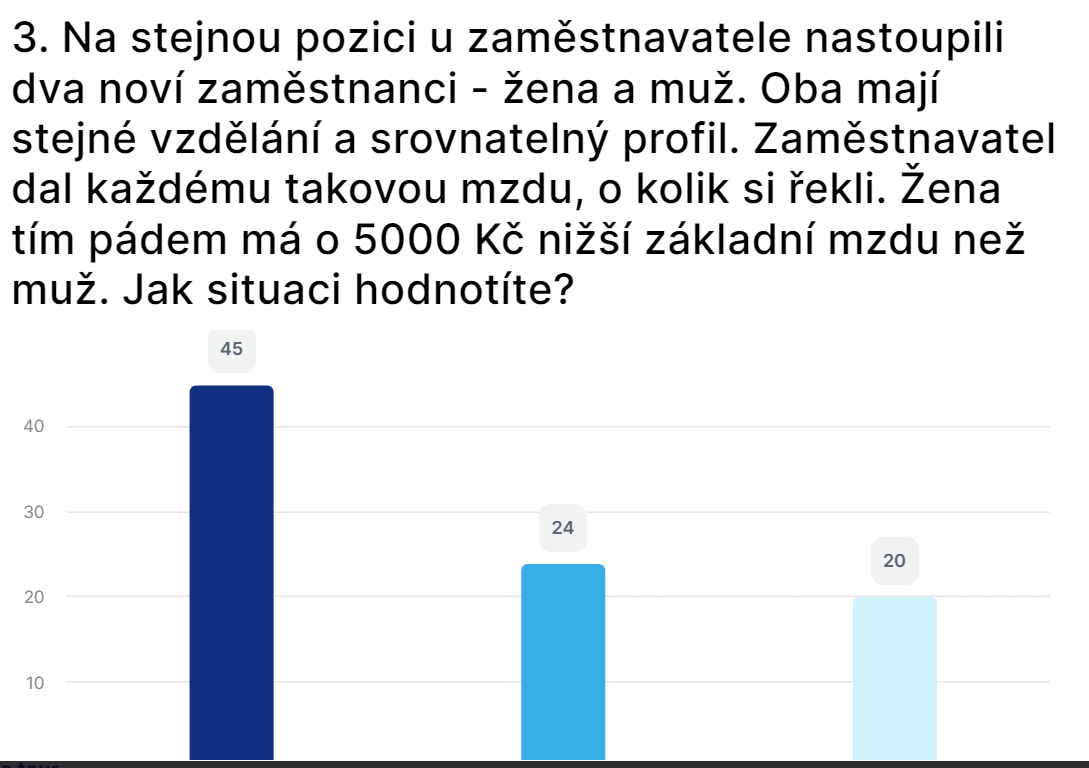 3. Na stejnou pozici u zaměstnavatele nastoupili
dva noví zaměstnanci - žena a muž. Oba mají
stejné vzdělání a srovnatelný profil. Zaměstnavatel
dal každému takovou mzdu, o kolik si řekli. Žena
tím pádem má o 5000 Kč nižší základní mzdu než
muž. Jak situaci hodnotíte?
45
40
30
24
20
20
10